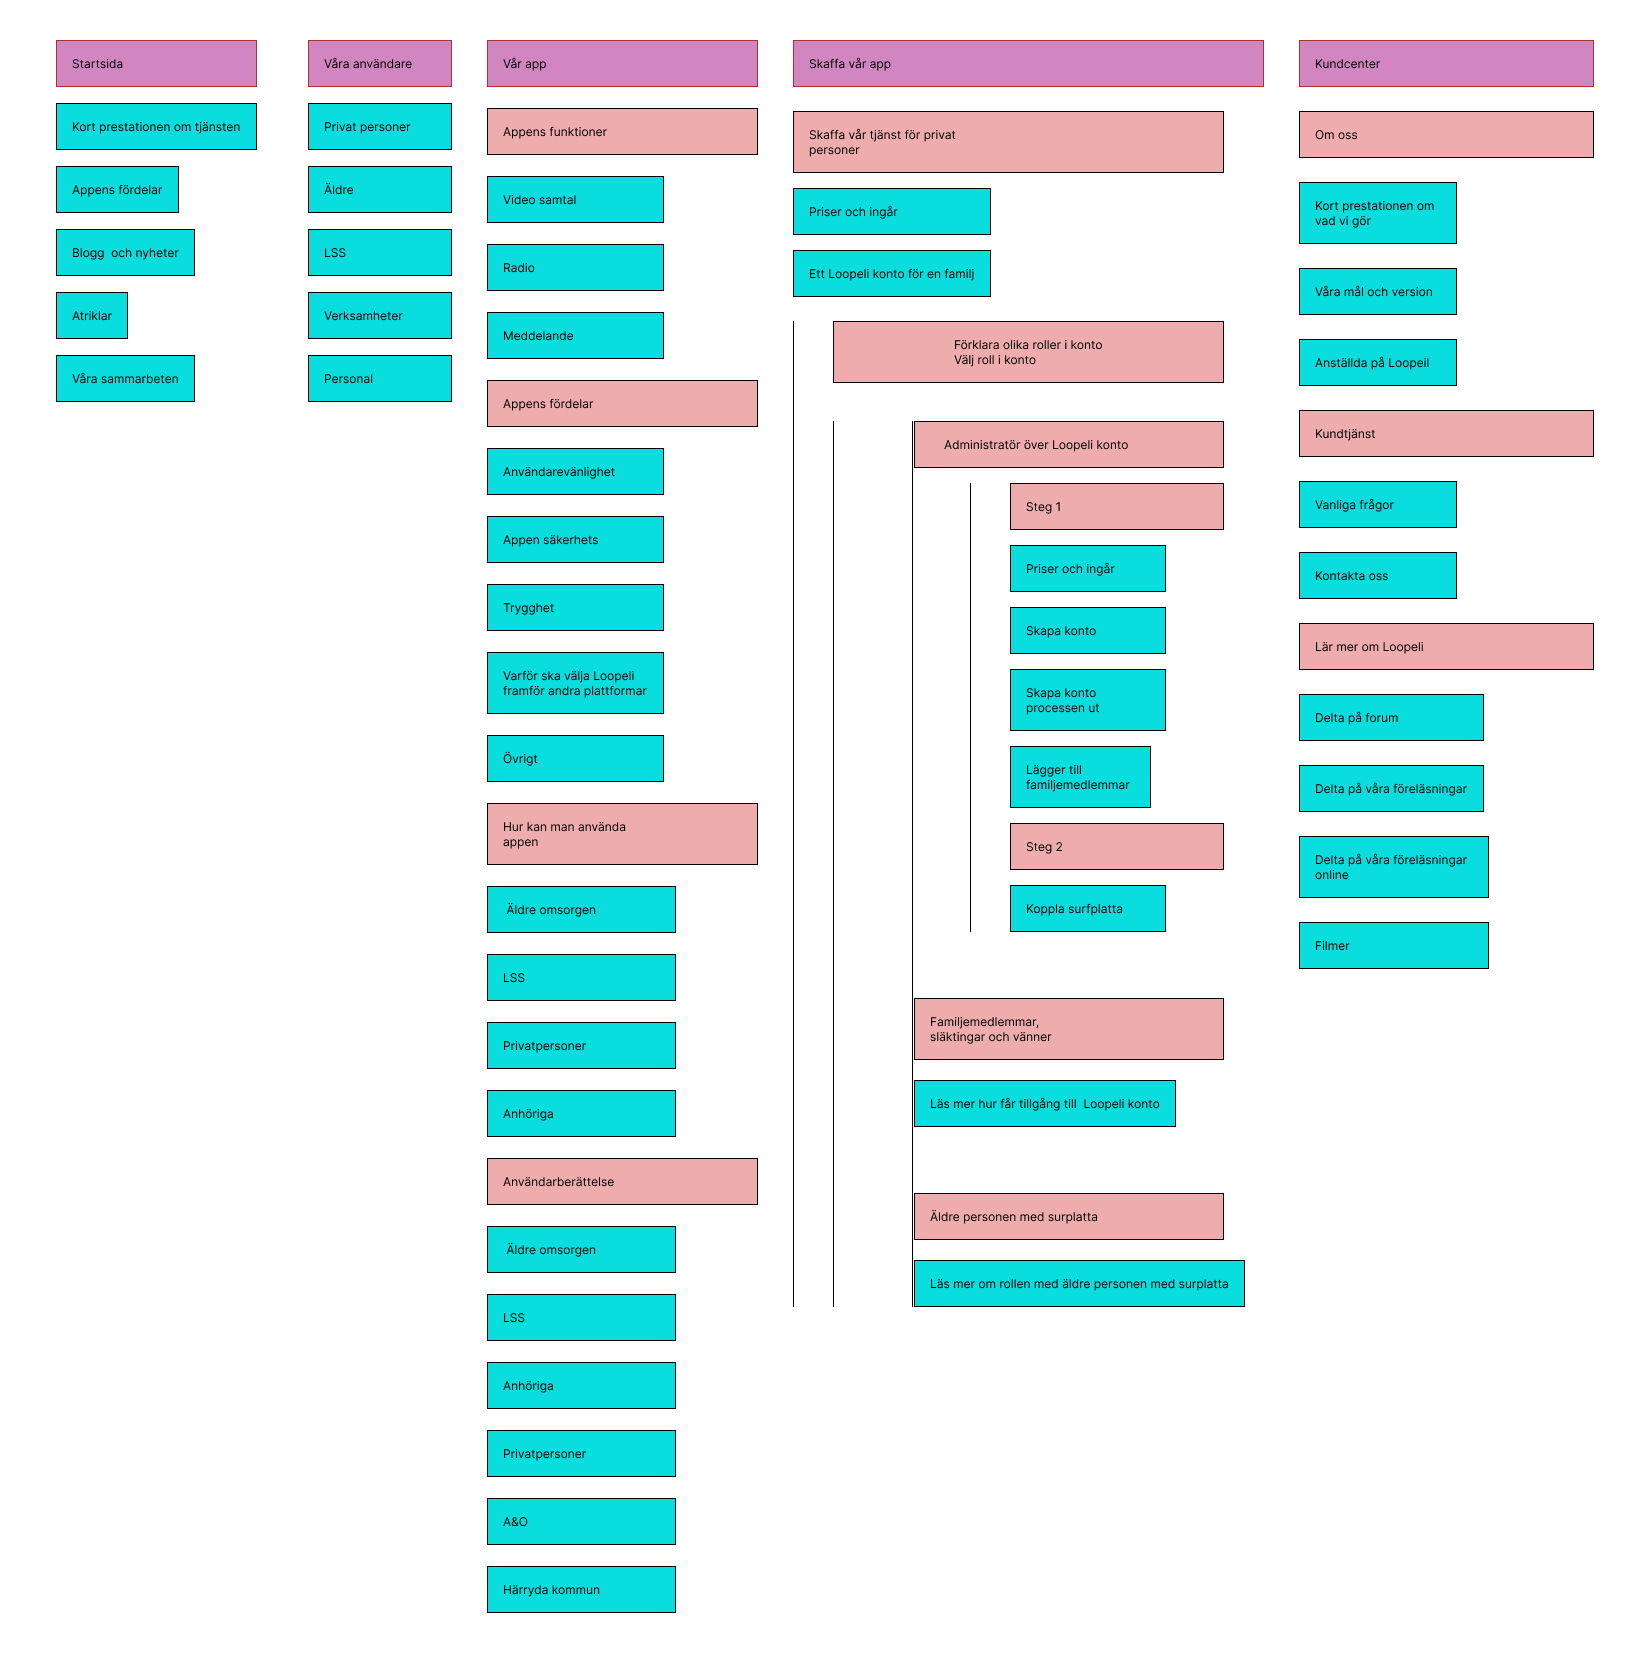 Startsida
Kort prestationen om tjänsten
Appens fördelar
Blogg  och nyheter
Atriklar
Våra sammarbeten
Våra användare
Privat personer
Äldre
LSS
Verksamheter
Personal
Vår app
Appens funktioner
Video samtal
Radio
Meddelande
Appens fördelar
Användarevänlighet
Appen säkerhets
Trygghet
Varför ska välja Loopeli
framför andra plattformar
Övrigt
Hur kan man använda
appen
Äldre omsorgen
LSS
Privatpersoner
Anhöriga
Användarberättelse
Äldre omsorgen
LSS
Anhöriga
Privatpersoner
A&O
Härryda kommun
Skaffa vår app
Skaffa vår tjänst för privat
personer
Priser och ingår
Ett Loopeli konto för en familj
Förklara olika roller i konto
Välj roll i konto
Administratör över Loopeli konto
Steg 1
Priser och ingår
Skapa konto
Skapa konto
processen ut
Lägger till
familjemedlemmar
Steg 2
Koppla surfplatta
Familjemedlemmar,
släktingar och vänner
Läs mer hur får tillgång till  Loopeli konto
Äldre personen med surplatta
Läs mer om rollen med äldre personen med surplatta
Kundcenter
Om oss
Kort prestationen om
vad vi gör
Våra mål och version
Anställda på Loopeil
Kundtjänst
Vanliga frågor
Kontakta oss
Lär mer om Loopeli
Delta på forum
Delta på våra föreläsningar
Delta på våra föreläsningar
online
Filmer